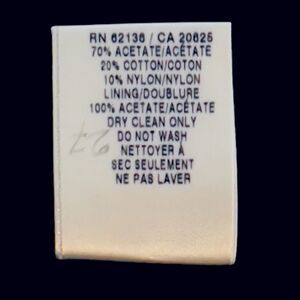 RN 62136 / CA 20625
70% ACETATE/ACÉTATE
20% COTTON/COTON
10% NYLON/NYLON
LINING/DOUBLURE
100% ACETATE/ACÉTATE
DRY CLEAN ONLY
DO NOT WASH
NETTOYER À
SEC SEULEMENT
NE PAS LAVER